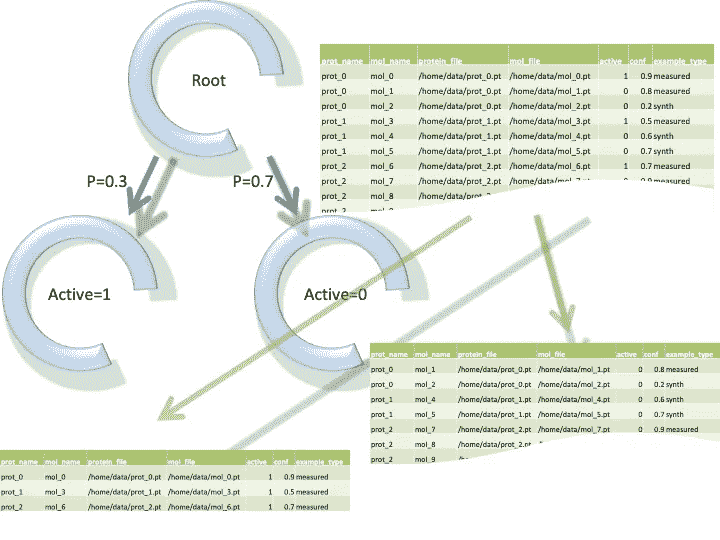 Root
P=0.3
P=0.7
Active=1
Active=0
prot_name mol_name protein_file mol_file active conf example_type
prot_0 mol_0 /home/data/prot_0.pt /home/data/mol_0.pt 1 0.9 measured
prot_0 mol_1 /home/data/prot_0.pt /home/data/mol_1.pt 0 0.8 measured
prot_0 mol_2 /home/data/prot_0.pt /home/data/mol_2.pt 0 0.2 synth
prot_1 mol_3 /home/data/prot_1.pt /home/data/mol_3.pt 1 0.5 measured
prot_1 mol_4 /home/data/prot_1.pt /home/data/mol_4.pt 0 0.6 synth
prot_1 mol_5 /home/data/prot_1.pt /home/data/mol_5.pt 0 0.7 synth
prot_2 mol_6 /home/data/prot_2.pt /home/data/mol_6.pt 1 0.7 measured
prot_2 mol_7 /home/data/prot_2.pt 0 0.9 measured
prot_2 mol_8
prot_2
prot_name mol_name protein_file mol_file active conf example_type
prot_0 mol_1 /home/data/prot_0.pt /home/data/mol_1.pt 0 0.8 measured
prot_0 mol_2 /home/data/prot_0.pt /home/data/mol_2.pt 0 0.2 synth
prot_1 mol_4 /home/data/prot_1.pt /home/data/mol_4.pt 0 0.6 synth
prot_1 mol_5 /home/data/prot_1.pt /home/data/mol_5.pt 0 0.7 synth
prot_2 mol_7 /home/data/prot_2.pt /home/data/mol_7.pt 0 0.9 measured
prot_2 mol_8 /home/data/prot_2.pt
prot_2 mol_9
prot_name mol_name protein_file mol_file active conf example_type
prot_0 mol_0 /home/data/prot_0.pt /home/data/mol_0.pt 1 0.9 measured
prot_1 mol_3 /home/data/prot_1.pt /home/data/mol_3.pt 1 0.5 measured
prot_2 mol_6 /home/data/prot_2.pt /home/data/mol_6.pt 1 0.7 measured